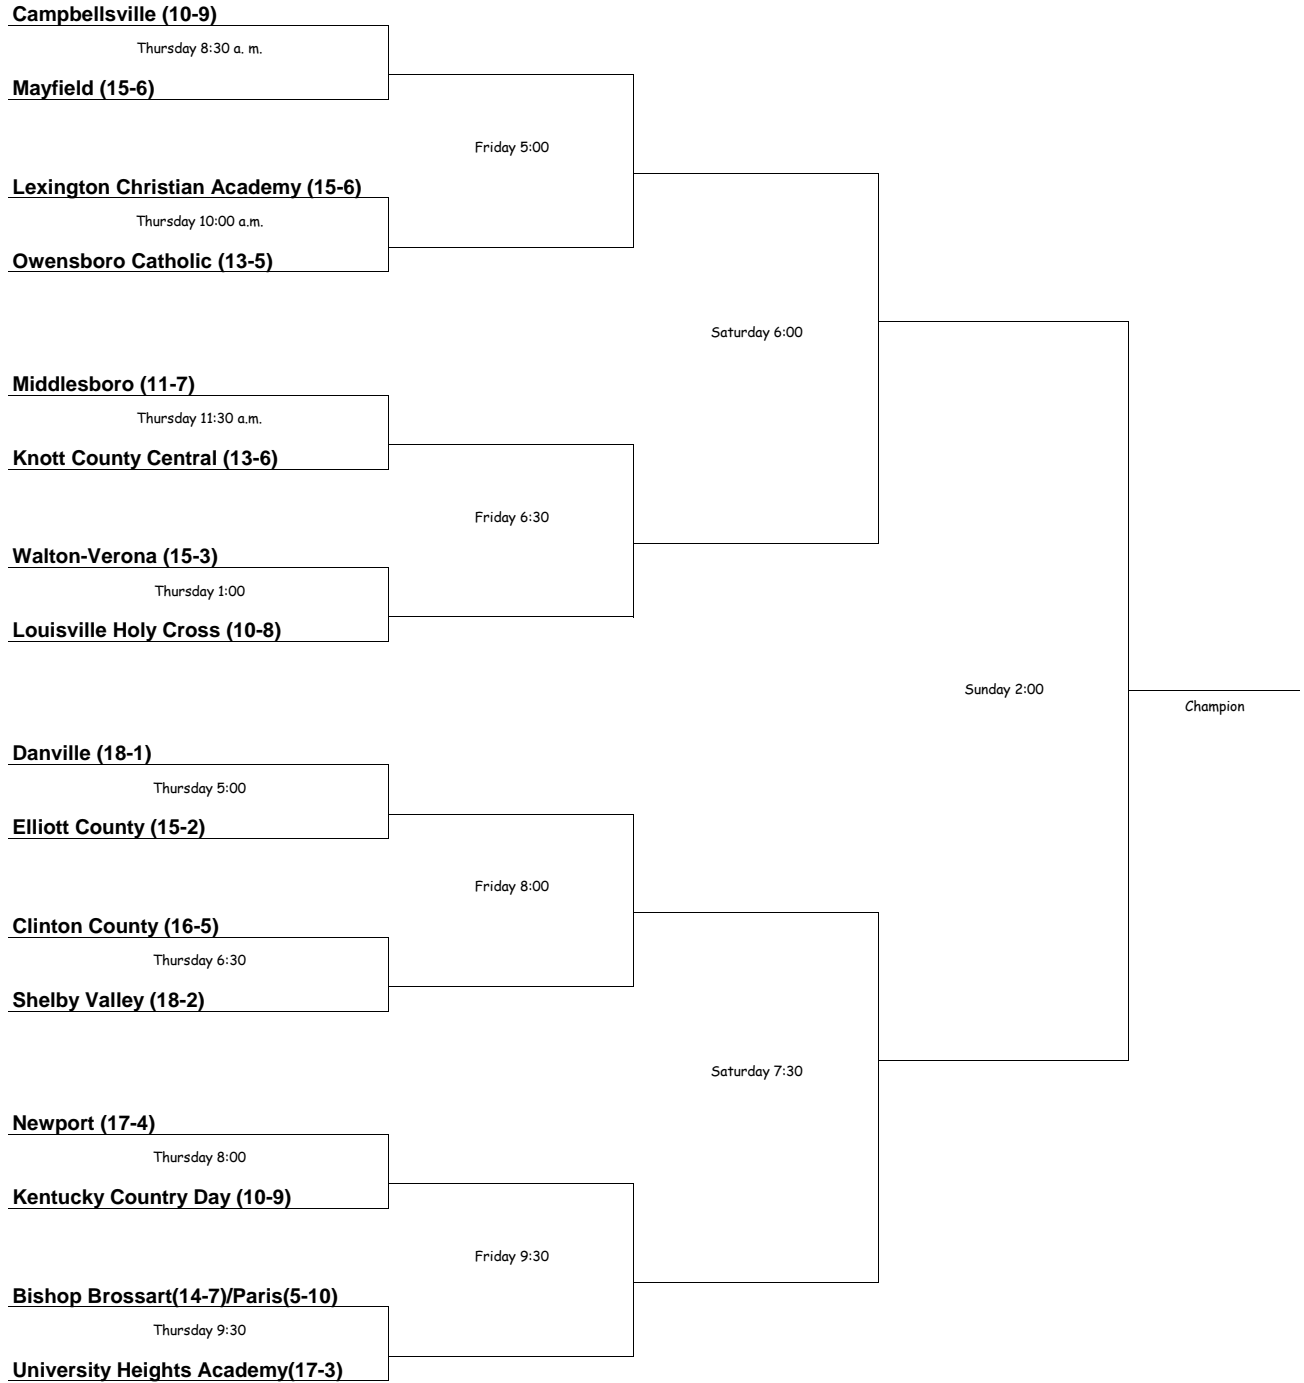 Campbellsville (10-9)
Thursday 8:30 a. m.
Mayfield (15-6)
Friday 5:00
Lexington Christian Academy (15-6)
Thursday 10:00 a.m.
Owensboro Catholic (13-5)
Saturday 6:00
Middlesboro (11-7)
Thursday 11:30 a.m.
Knott County Central (13-6)
Friday 6:30
Walton-Verona (15-3)
Thursday 1:00
Louisville Holy Cross (10-8)
Sunday 2:00
Champion
Danville (18-1)
Thursday 5:00
Elliott County (15-2)
Friday 8:00
Clinton County (16-5)
Thursday 6:30
Shelby Valley (18-2)
Saturday 7:30
Newport (17-4)
Thursday 8:00
Kentucky Country Day (10-9)
Friday 9:30
Bishop Brossart(14-7)/Paris(5-10)
Thursday 9:30
University Heights Academy(17-3)